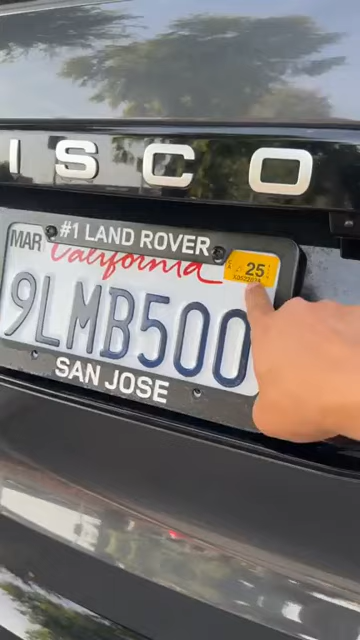 ISCO
#1 LAND ROVER
MAR
California
25
9LMB500
SAN JOSE